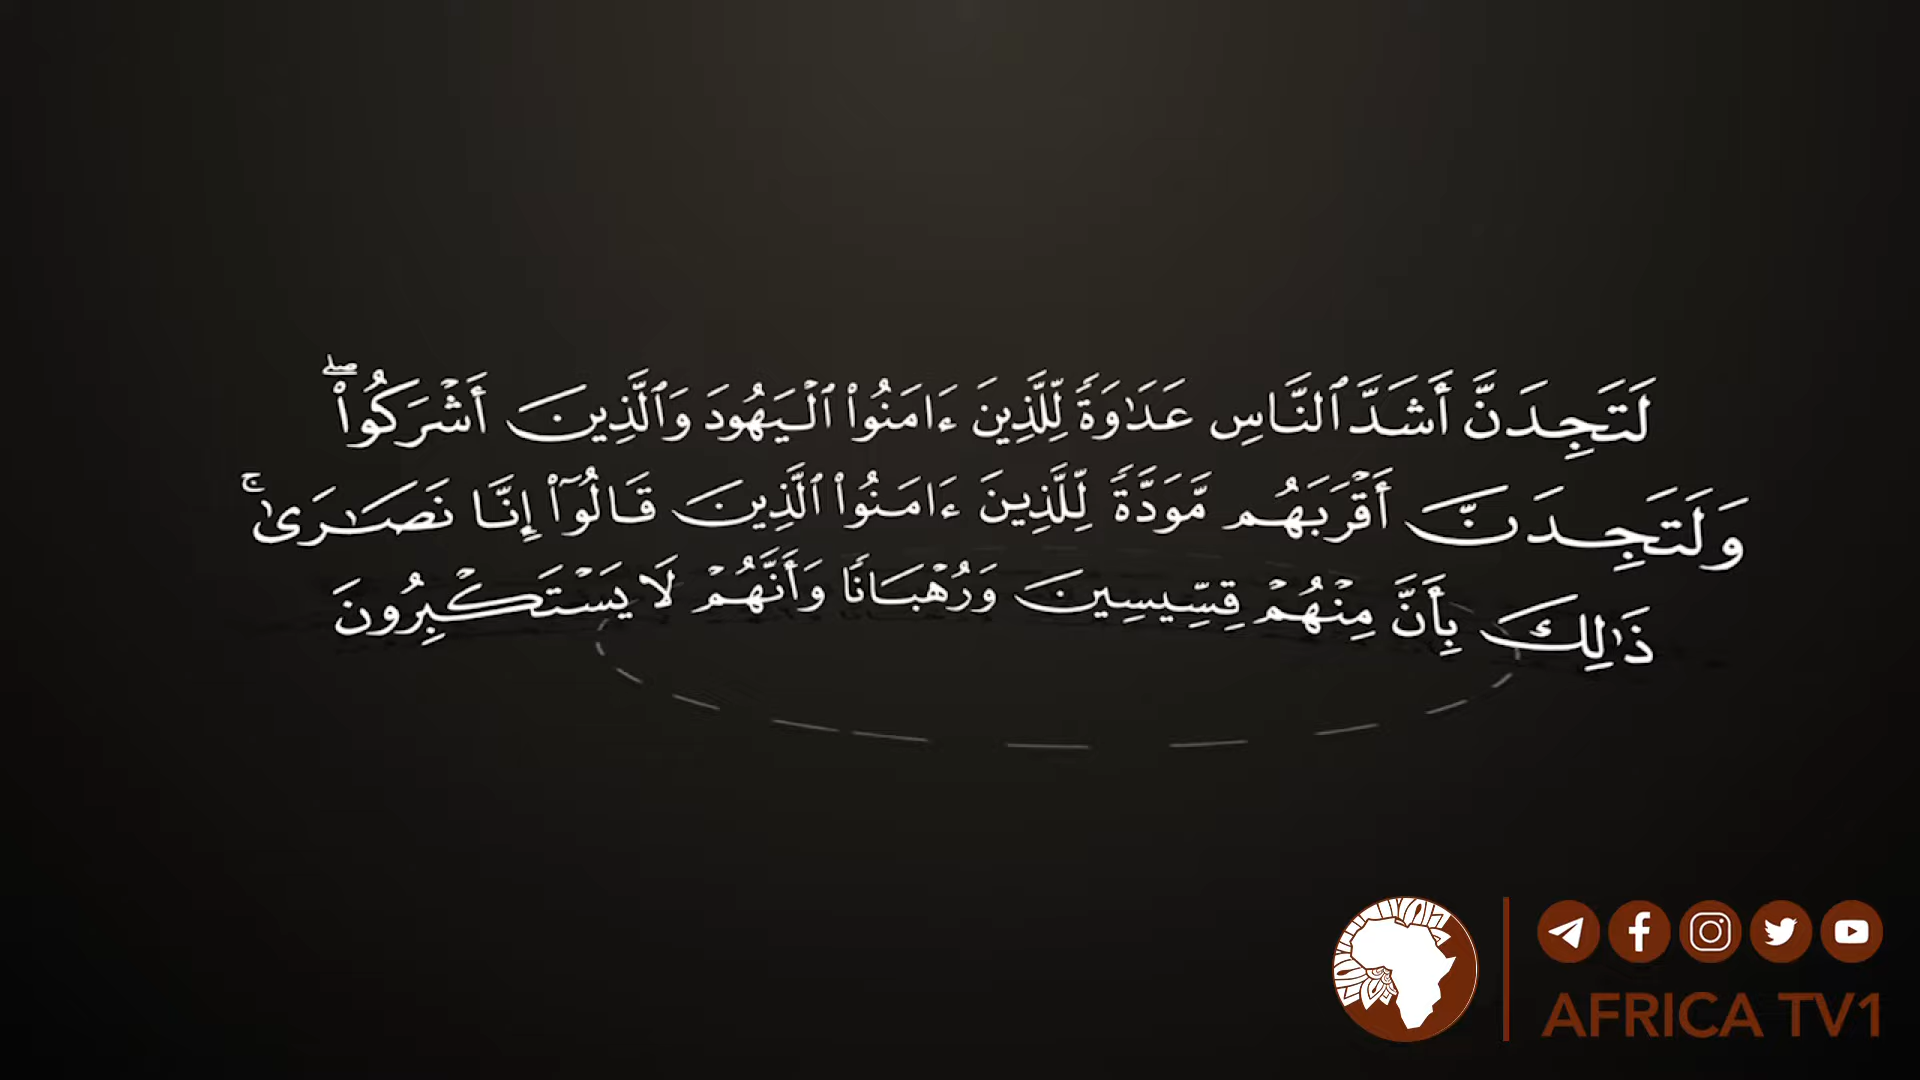 لَتَجِدَنَّ أَشَدَّ ٱلنَّاسِ عَدَٰوَةٗ لِّلَّذِينَ ءَامَنُواْ ٱلۡيَهُودَ وَٱلَّذِينَ أَشۡرَكُواْۖ
وَلَتَجِدَنَّ أَقۡرَبَهُم مَّوَدَّةٗ لِّلَّذِينَ ءَامَنُواْ ٱلَّذِينَ قَالُوٓاْ إِنَّا نَصَٰرَىٰۚ
ذَٰلِكَ بِأَنَّ مِنۡهُمۡ قِسِّيسِينَ وَرُهۡبَانٗا وَأَنَّهُمۡ لَا يَسۡتَكۡبِرُونَ
AFRICA TV1